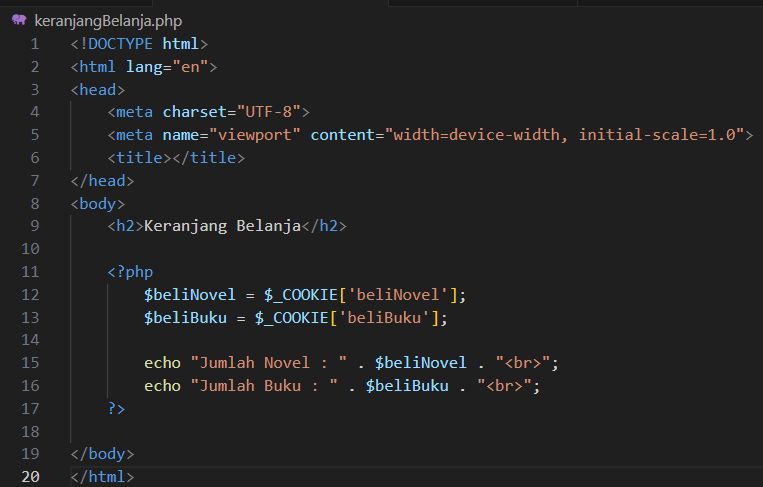 keranjangBelanja.php
1 <!DOCTYPE html>
2 <html lang="en">
3 <head>
4     <meta charset="UTF-8">
5     <meta name="viewport" content="width=device-width, initial-scale=1.0">
6     <title></title>
7 </head>
8 <body>
9     <h2>Keranjang Belanja</h2>
10
11     <?php
12         $beliNovel = $_COOKIE['beliNovel'];
13         $beliBuku = $_COOKIE['beliBuku'];
14
15         echo "Jumlah Novel : " . $beliNovel . "<br>";
16         echo "Jumlah Buku : " . $beliBuku . "<br>";
17     ?>
18
19 </body>
20 </html>